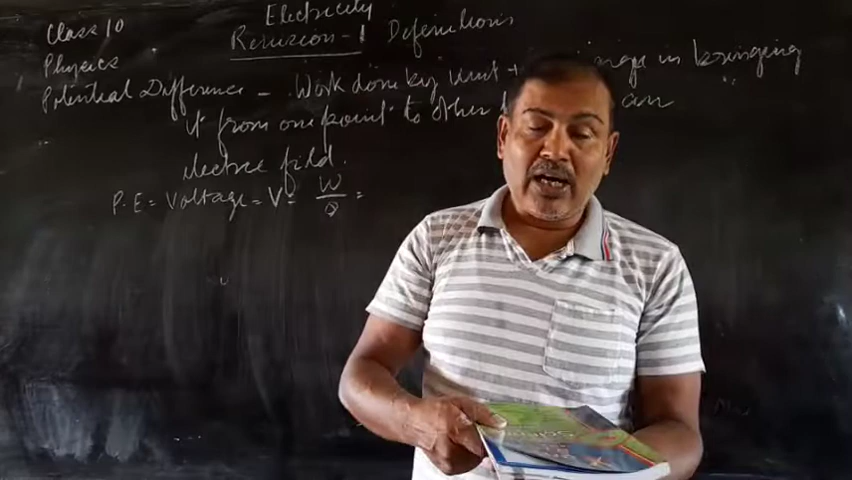 Class 10
Physics
Electricity
Revision - 1 Definitions
Potential Difference - Work done by unit + in bringing
it from one point to other an
electric field.
P.E = Voltage = V = W/Q =